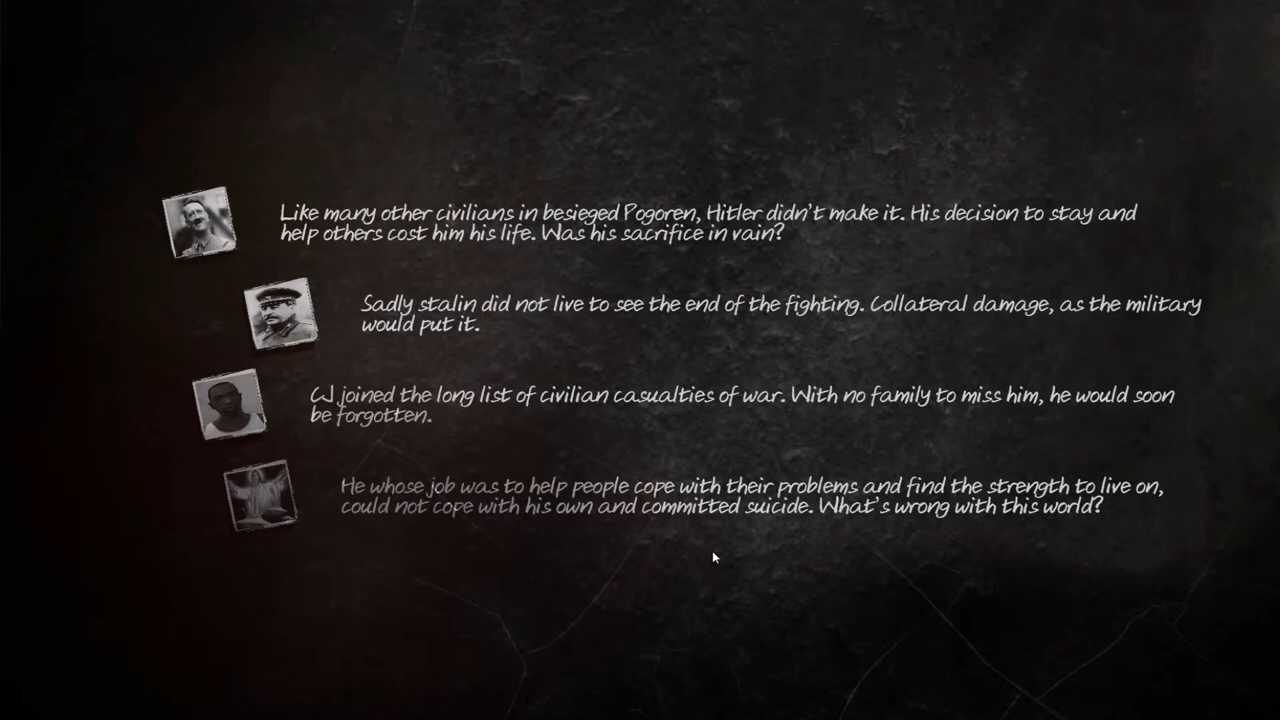 Like many other civilians in besieged Pogoren, Hitler didn't make it. His decision to stay and
help others cost him his life. Was his sacrifice in vain?
Sadly stalin did not live to see the end of the fighting. Collateral damage, as the military
would put it.
CJ joined the long list of civilian casualties of war. With no family to miss him, he would soon
be forgotten.
He whose job was to help people cope with their problems and find the strength to live on,
could not cope with his own and committed suicide. What's wrong with this world?